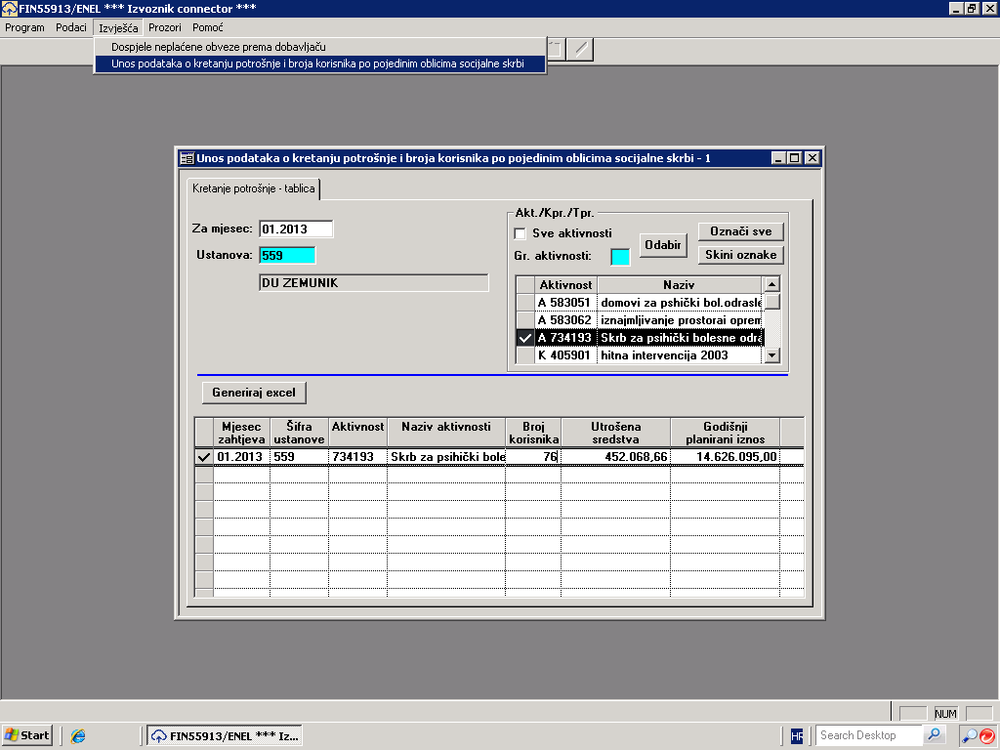 FIN55913/ENEL *** Izvoznik connector ***
Program Podaci Izvješća Prozori Pomoć
Dospjele neplaćene obveze prema dobavljaču
Unos podataka o kretanju potrošnje i broja korisnika po pojedinim oblicima socijalne skrbi
Unos podataka o kretanju potrošnje i broja korisnika po pojedinim oblicima socijalne skrbi - 1
Kretanje potrošnje - tablica
Za mjesec: 01.2013
Ustanova: 559
DU ZEMUNIK
Akt./Kpr./Tpr.
Sve aktivnosti
Gr. aktivnosti:
Odabir
Označi sve
Skini oznake
Aktivnost Naziv
A 583051 domovi za pshički bol.odrasle
A 583062 iznajmljivanje prostorai oprem
A 734193 Skrb za psihički bolesne odra
K 405901 hitna intervencija 2003
Generiraj excel
Mjesec Šifra Aktivnost Naziv aktivnosti Broj Utrošena Godišnji
zahtjeva ustanove korisnika sredstva planirani iznos
01.2013 559 734193 Skrb za psihički bole 76 452.068,66 14.626.095,00
NUM
Start FIN55913/ENEL *** Iz... HR Search Desktop